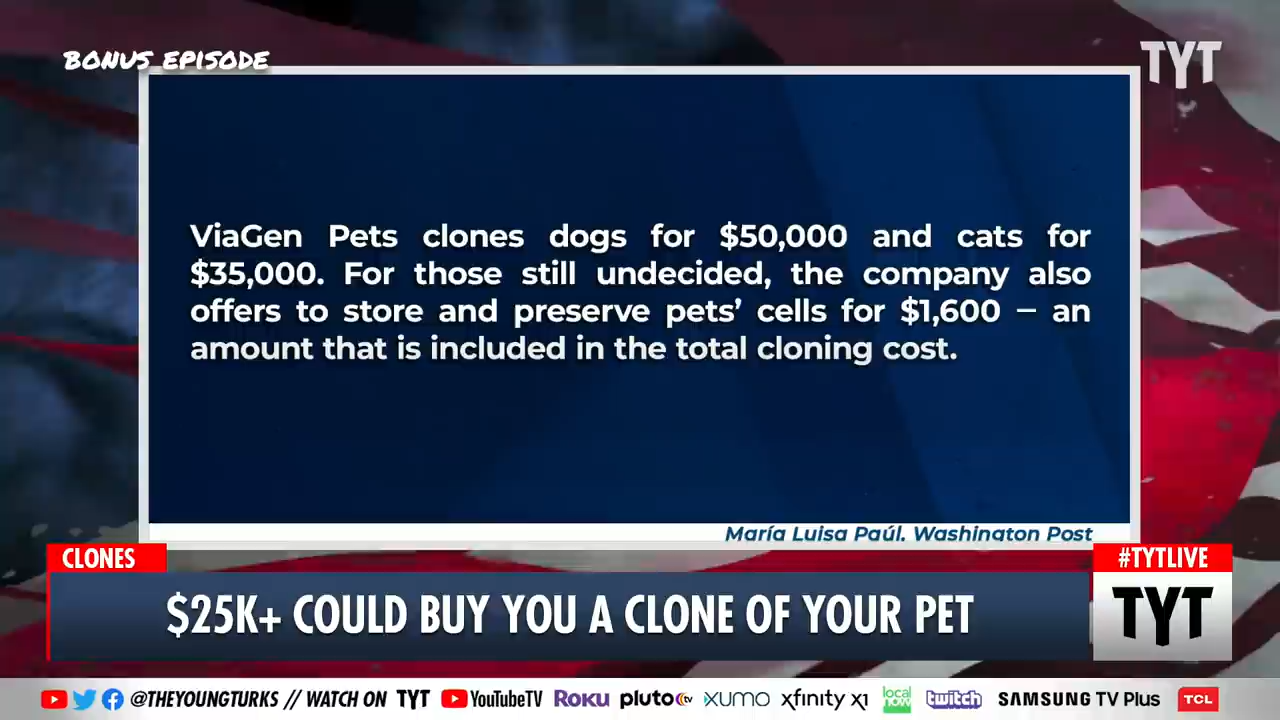 BONUS EPISODE
TYT
ViaGen Pets clones dogs for $50,000 and cats for
$35,000. For those still undecided, the company also
offers to store and preserve pets’ cells for $1,600 – an
amount that is included in the total cloning cost.
María Luisa Paúl, Washington Post
CLONES
#TYTLIVE
$25K+ COULD BUY YOU A CLONE OF YOUR PET
TYT
@THEYOUNGTURKS // WATCH ON TYT YouTubeTV ROKU pluto tv XUMO xfinity x1 local now twitch SAMSUNG TV Plus TCL